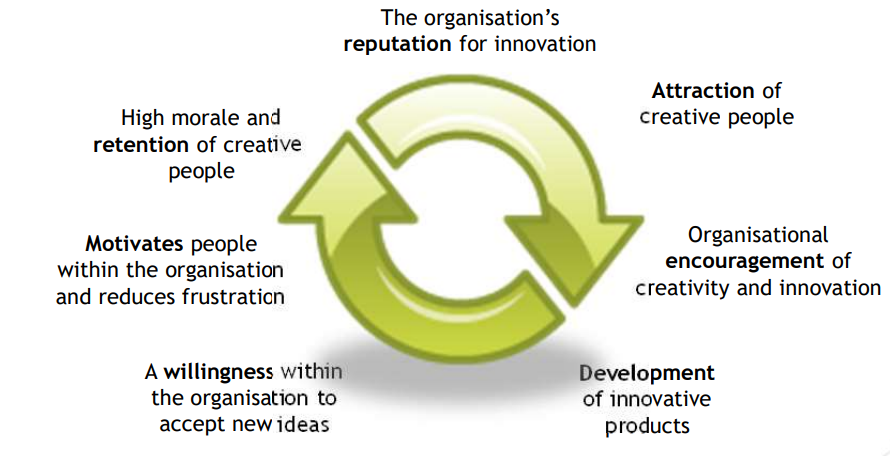 The organisation's
reputation for innovation
Attraction of
creative people
Organisational
encouragement of
creativity and innovation
Development
of innovative
products
A willingness within
the organisation to
accept new ideas
Motivates people
within the organisation
and reduces frustration
High morale and
retention of creative
people